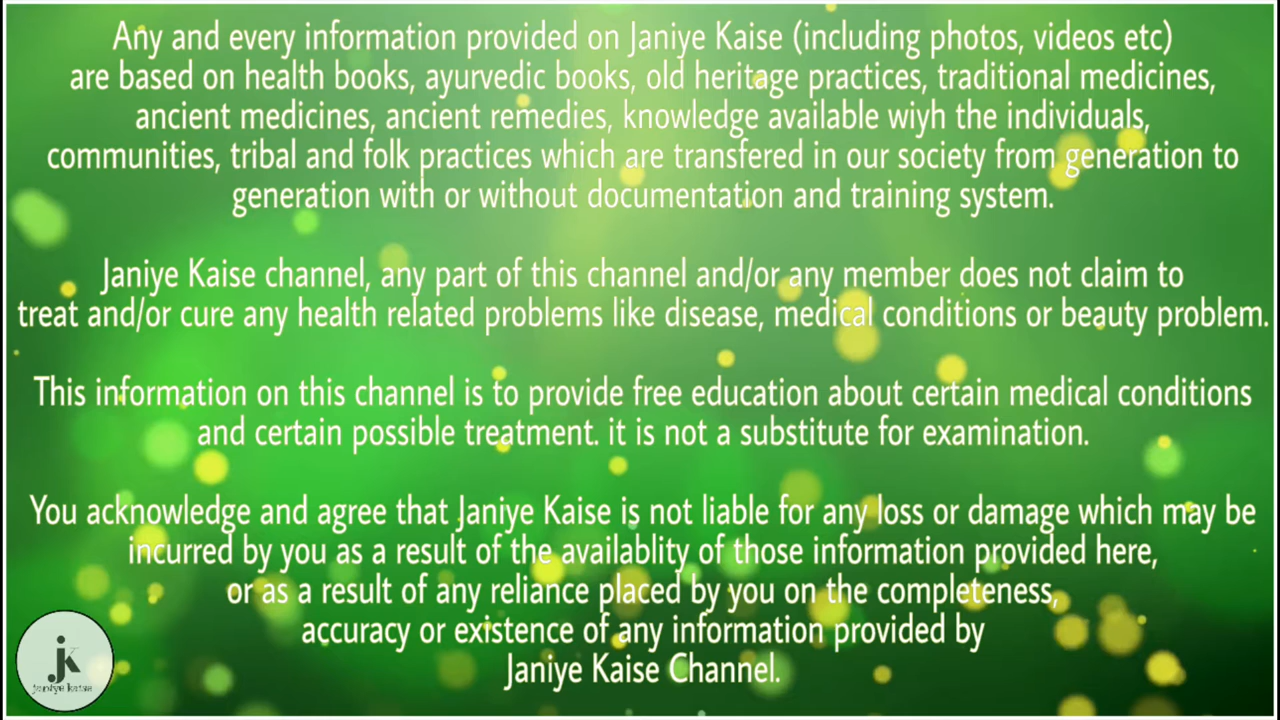 Any and every information provided on Janiye Kaise (including photos, videos etc)
are based on health books, ayurvedic books, old heritage practices, traditional medicines,
ancient medicines, ancient remedies, knowledge available wiyh the individuals,
communities, tribal and folk practices which are transfered in our society from generation to
generation with or without documentation and training system.
Janiye Kaise channel, any part of this channel and/or any member does not claim to
treat and/or cure any health related problems like disease, medical conditions or beauty problem.
This information on this channel is to provide free education about certain medical conditions
and certain possible treatment. it is not a substitute for examination.
You acknowledge and agree that Janiye Kaise is not liable for any loss or damage which may be
incurred by you as a result of the availablity of those information provided here,
or as a result of any reliance placed by you on the completeness,
accuracy or existence of any information provided by
Janiye Kaise Channel.
jk
janiye kaise